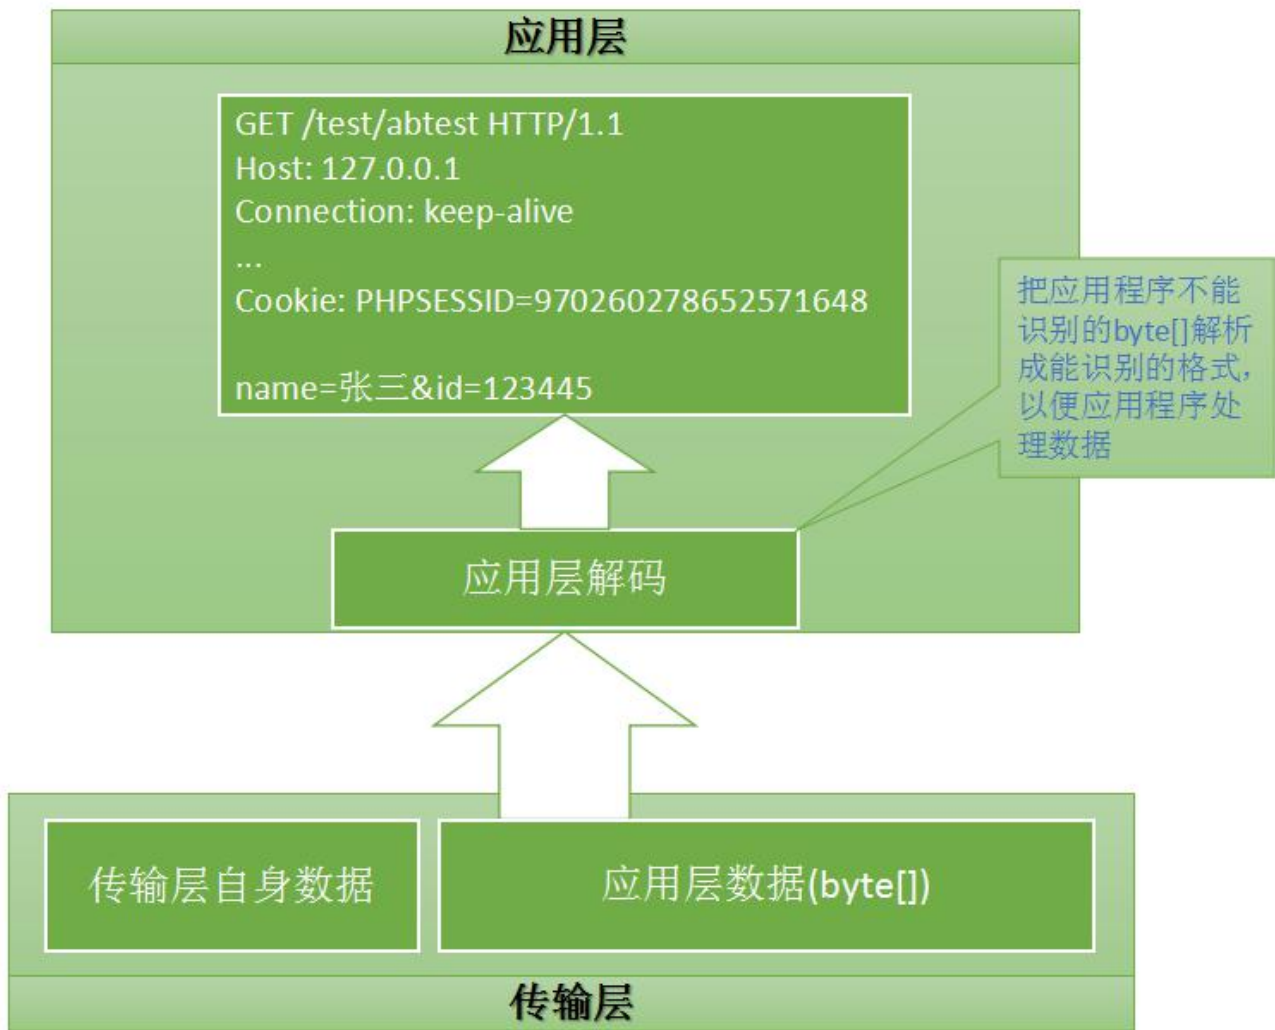 应用层
GET /test/abtest HTTP/1.1
Host: 127.0.0.1
Connection: keep-alive
...
Cookie: PHPSESSID=970260278652571648
name=张三&id=123445
把应用程序不能
识别的byte[]解析
成能识别的格式，
以便应用程序处
理数据
应用层解码
传输层自身数据
应用层数据(byte[])
传输层